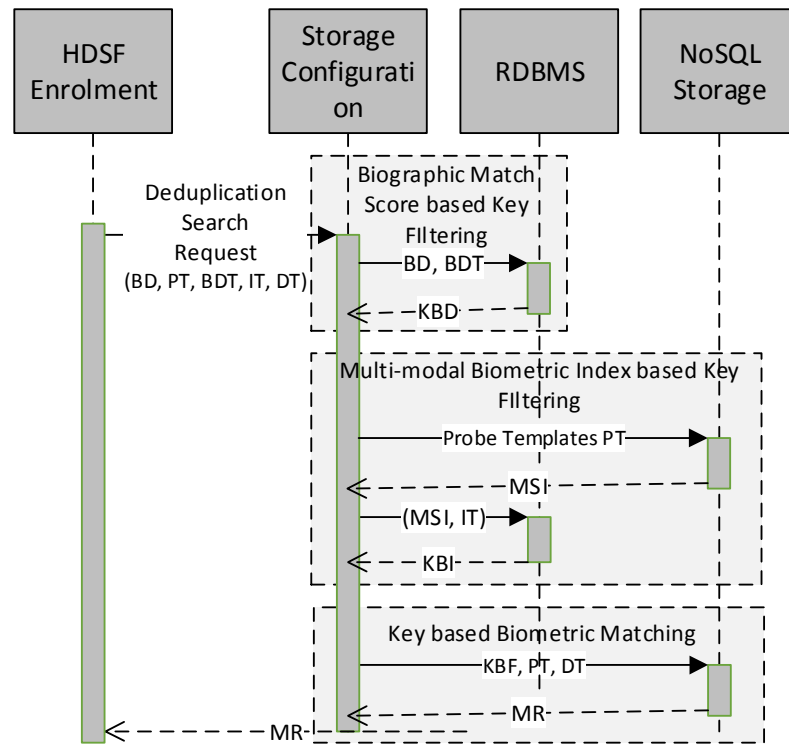 HDSF
Enrolment
Storage
Configurati
on
RDBMS
NoSQL
Storage
Deduplication
Search
Request
(BD, PT, BDT, IT, DT)
Biographic Match
Score based Key
FIltering
BD, BDT
KBD
Multi-modal Biometric Index based Key
FIltering
Probe Templates PT
MSI
(MSI, IT)
KBI
Key based Biometric Matching
KBF, PT, DT
MR
MR